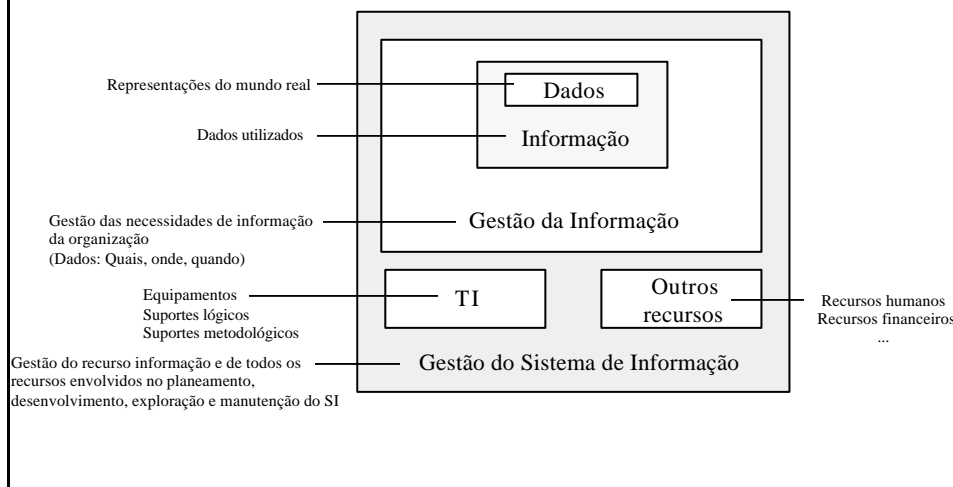 Representações do mundo real
Dados
Dados utilizados
Informação
Gestão das necessidades de informação
da organização
(Dados: Quais, onde, quando)
Gestão da Informação
Equipamentos
Suportes lógicos
Suportes metodológicos
TI
Outros
recursos
Recursos humanos
Recursos financeiros
...
Gestão do recurso informação e de todos os
recursos envolvidos no planeamento,
desenvolvimento, exploração e manutenção do SI
Gestão do Sistema de Informação